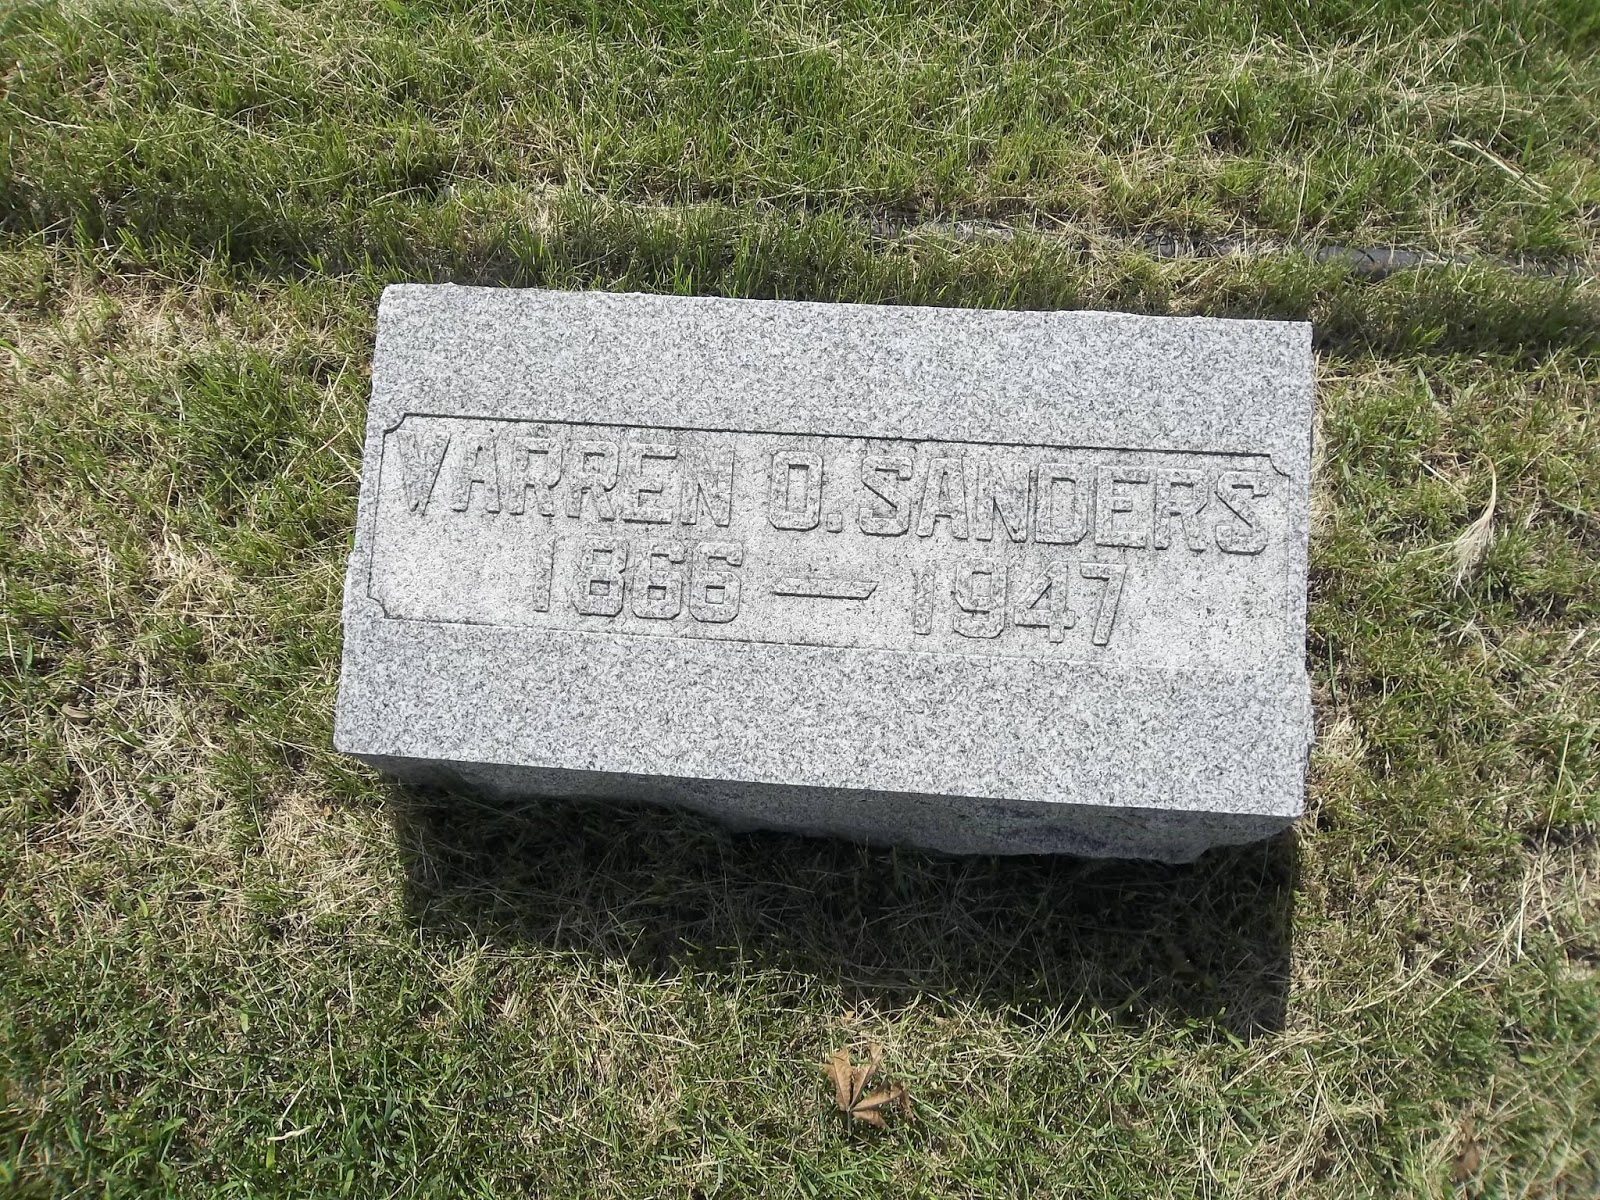 WARREN O. SANDERS
1866 — 1947